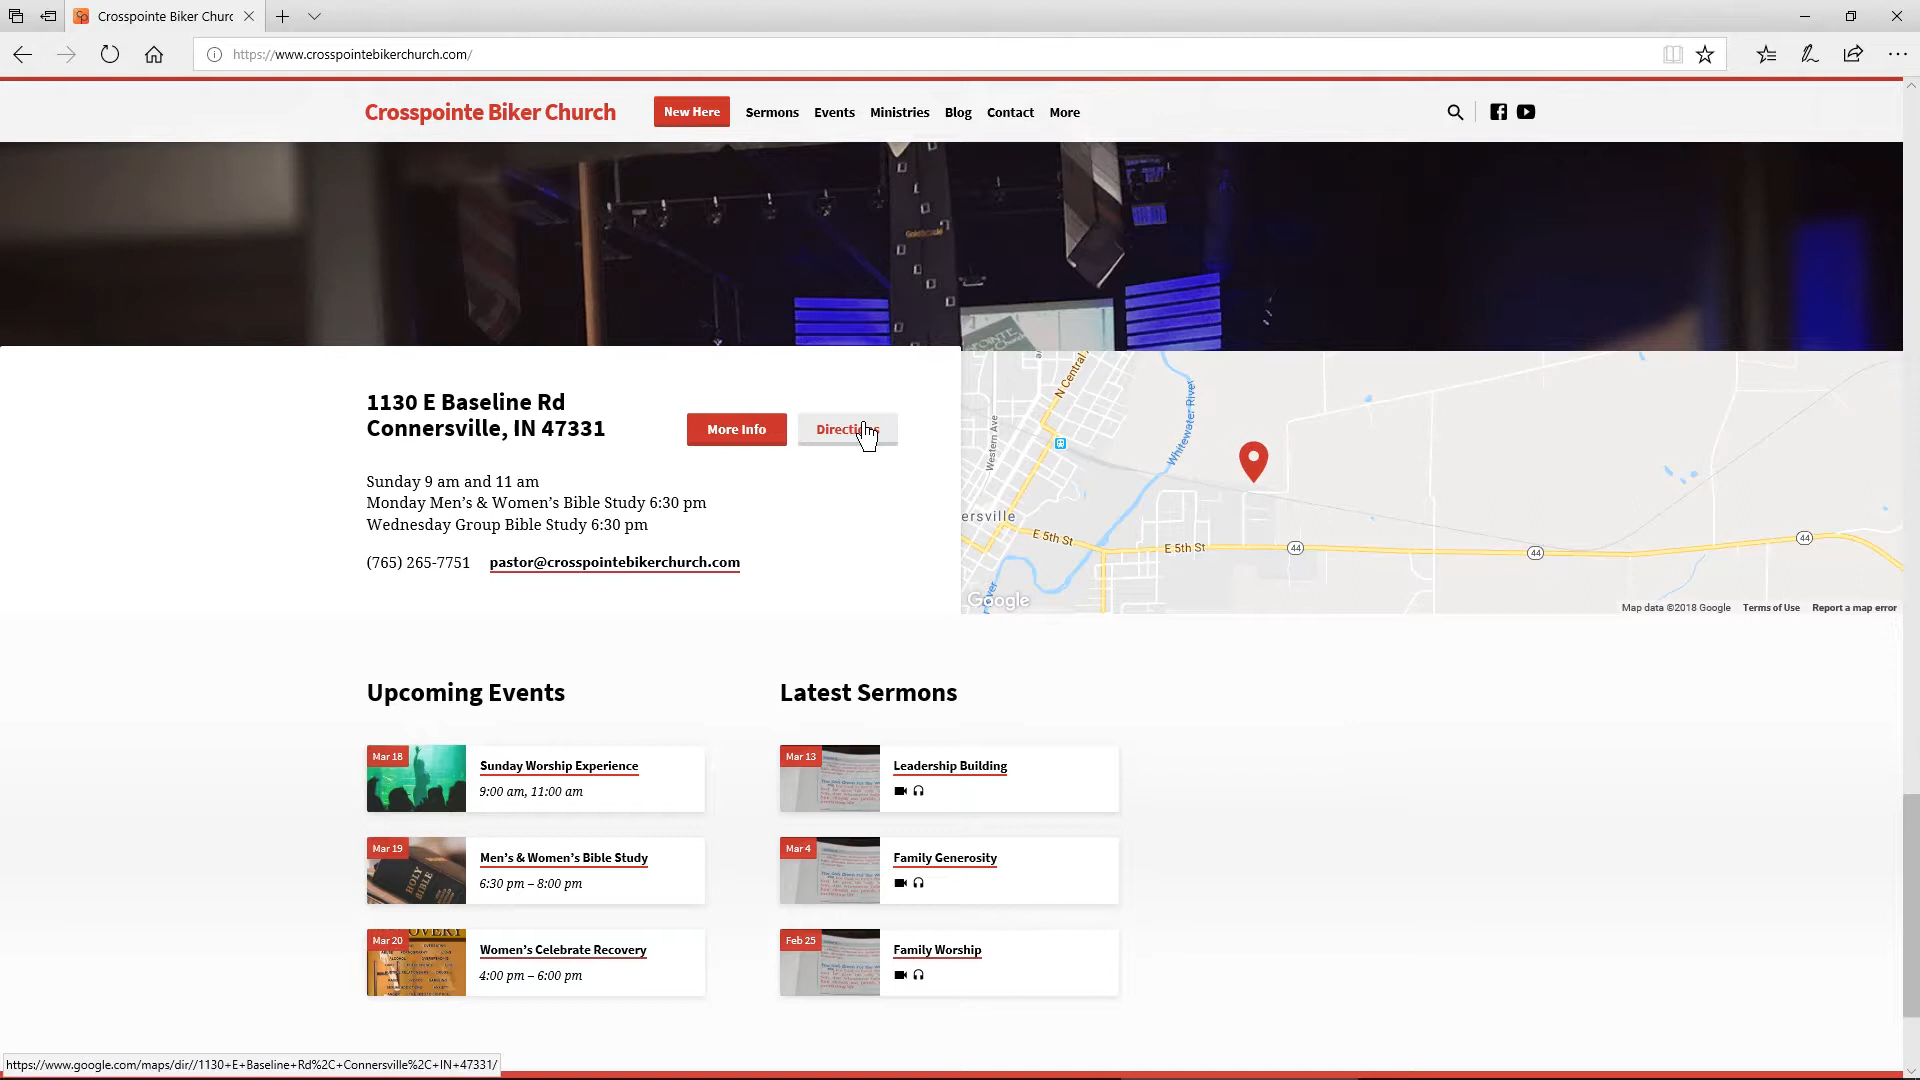 Crosspointe Biker Churc
https://www.crosspointebikerchurch.com/
Crosspointe Biker Church
New Here
Sermons
Events
Ministries
Blog
Contact
More
1130 E Baseline Rd
Connersville, IN 47331
More Info
Sunday 9 am and 11 am
Monday Men’s & Women’s Bible Study 6:30 pm
Wednesday Group Bible Study 6:30 pm
(765) 265-7751 pastor@crosspointebikerchurch.com
N Central
Western Ave
Whitewater River
ersville
E 5th St
E 5th St
44
44
44
Google
Map data ©2018 Google Terms of Use Report a map error
Upcoming Events
Mar 18
Sunday Worship Experience
9:00 am, 11:00 am
Mar 19
HOLY BIBLE
Men’s & Women’s Bible Study
6:30 pm – 8:00 pm
Mar 20
Women’s Celebrate Recovery
4:00 pm – 6:00 pm
Latest Sermons
Mar 13
Leadership Building
Mar 4
Family Generosity
Feb 25
Family Worship
https://www.google.com/maps/dir//1130+E+Baseline+Rd%2C+Connersville%2C+IN+47331/